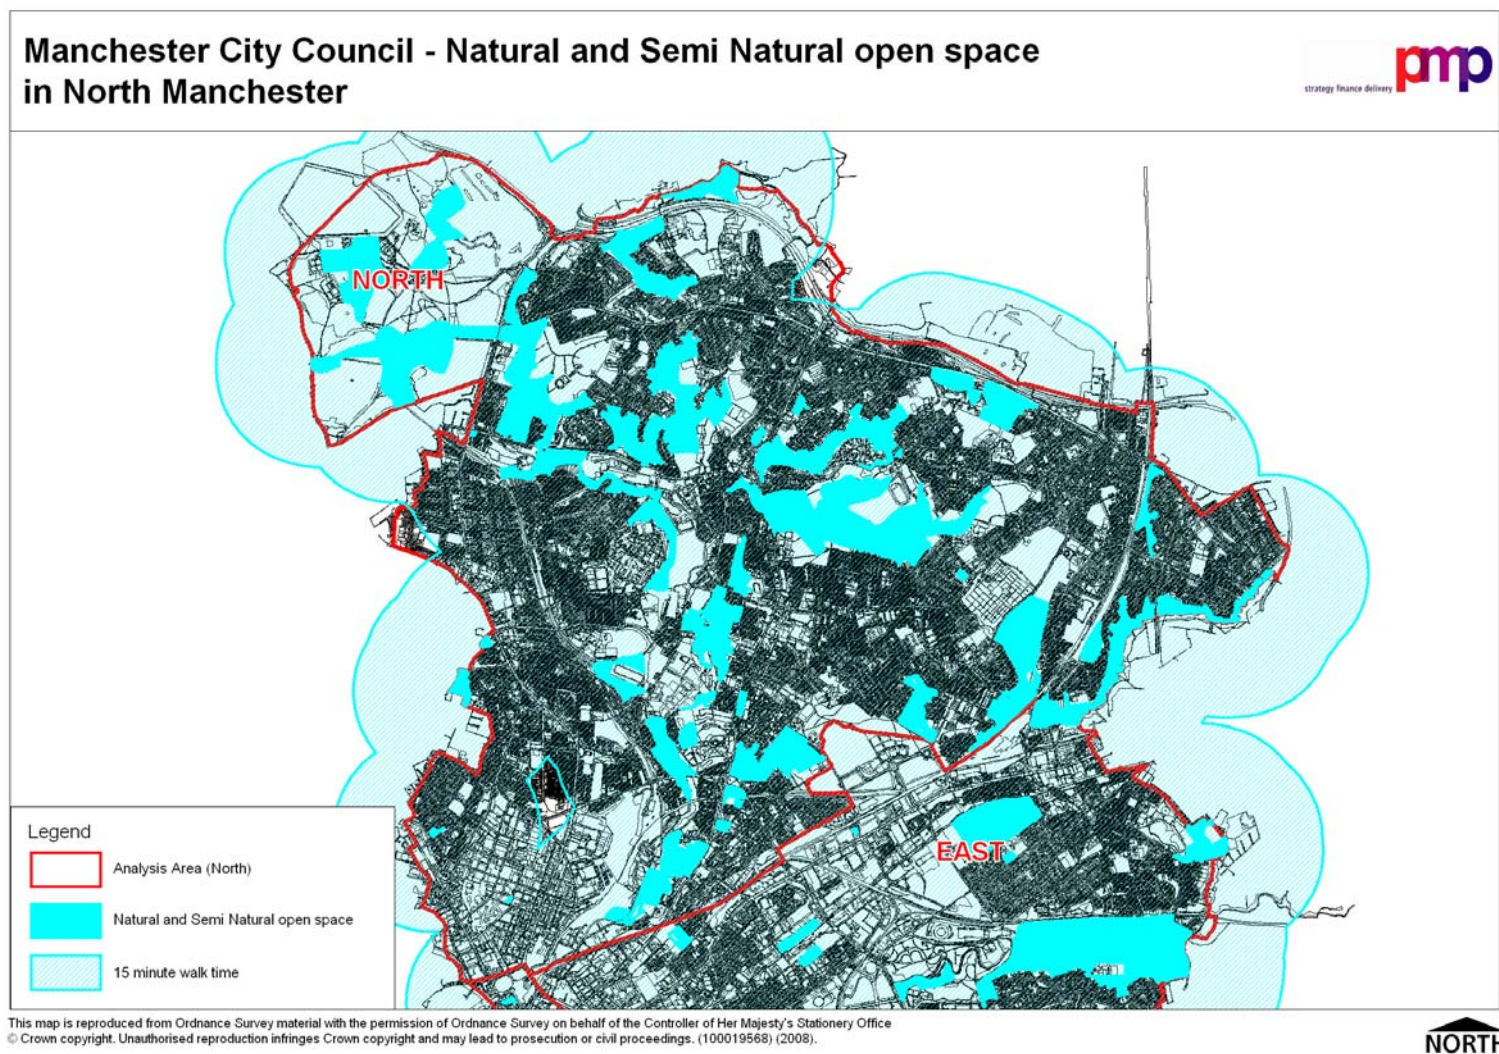 Manchester City Council - Natural and Semi Natural open space
in North Manchester
strategy finance delivery pmp
NORTH
EAST
Legend
Analysis Area (North)
Natural and Semi Natural open space
15 minute walk time
This map is reproduced from Ordnance Survey material with the permission of Ordnance Survey on behalf of the Controller of Her Majesty's Stationery Office
© Crown copyright. Unauthorised reproduction infringes Crown copyright and may lead to prosecution or civil proceedings. (100019568) (2008).
NORTH